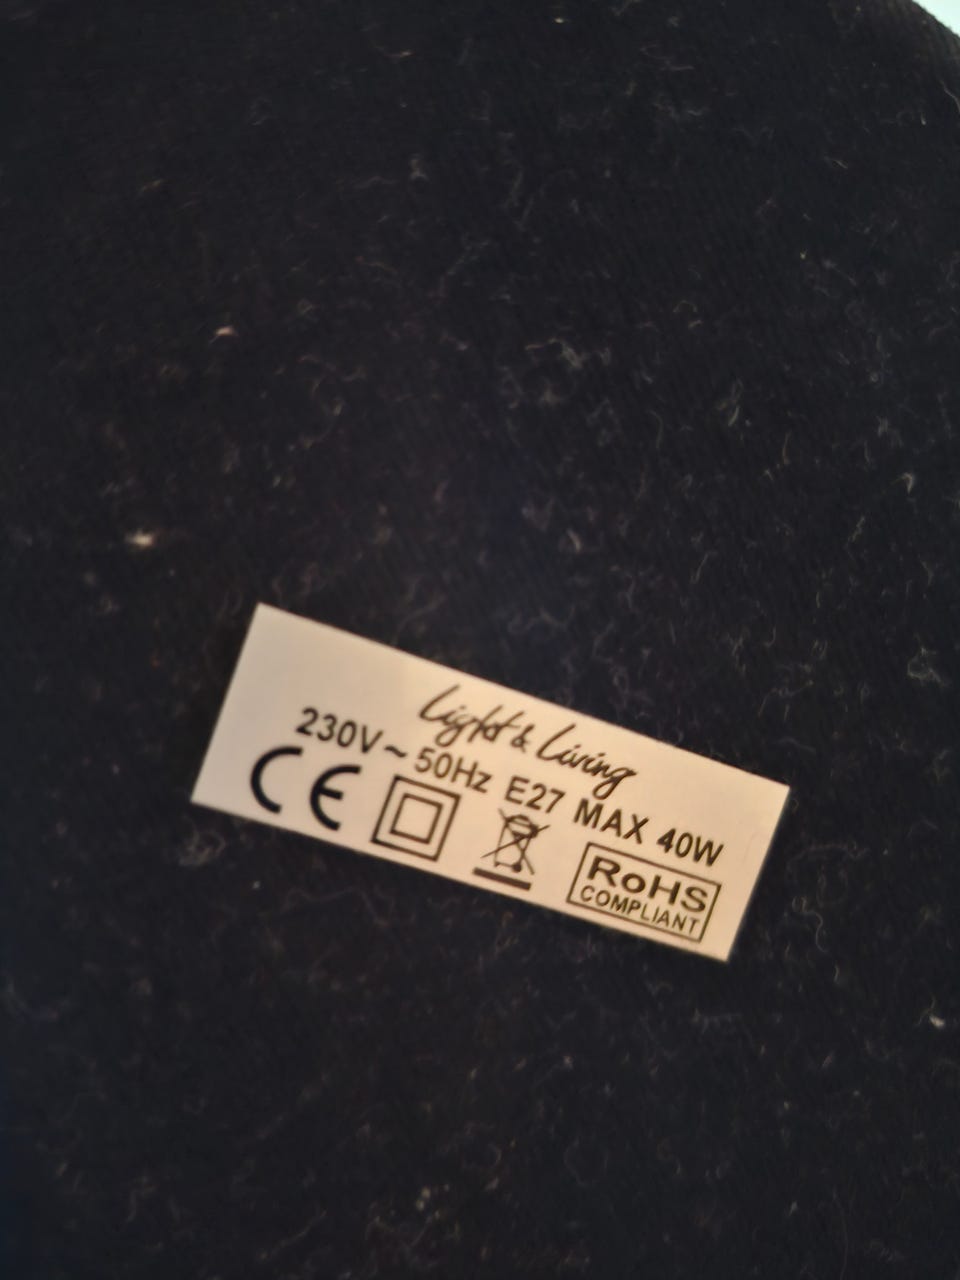 Light & Living
230V~ 50Hz E27 MAX 40W
CE
RoHS
COMPLIANT